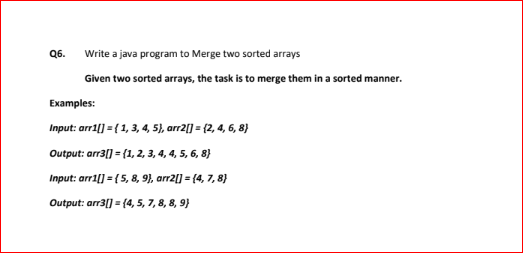 Q6. Write a java program to Merge two sorted arrays
Given two sorted arrays, the task is to merge them in a sorted manner.
Examples:
Input: arr1[] = { 1, 3, 4, 5}, arr2[] = {2, 4, 6, 8}
Output: arr3[] = {1, 2, 3, 4, 4, 5, 6, 8}
Input: arr1[] = { 5, 8, 9}, arr2[] = {4, 7, 8}
Output: arr3[] = {4, 5, 7, 8, 8, 9}